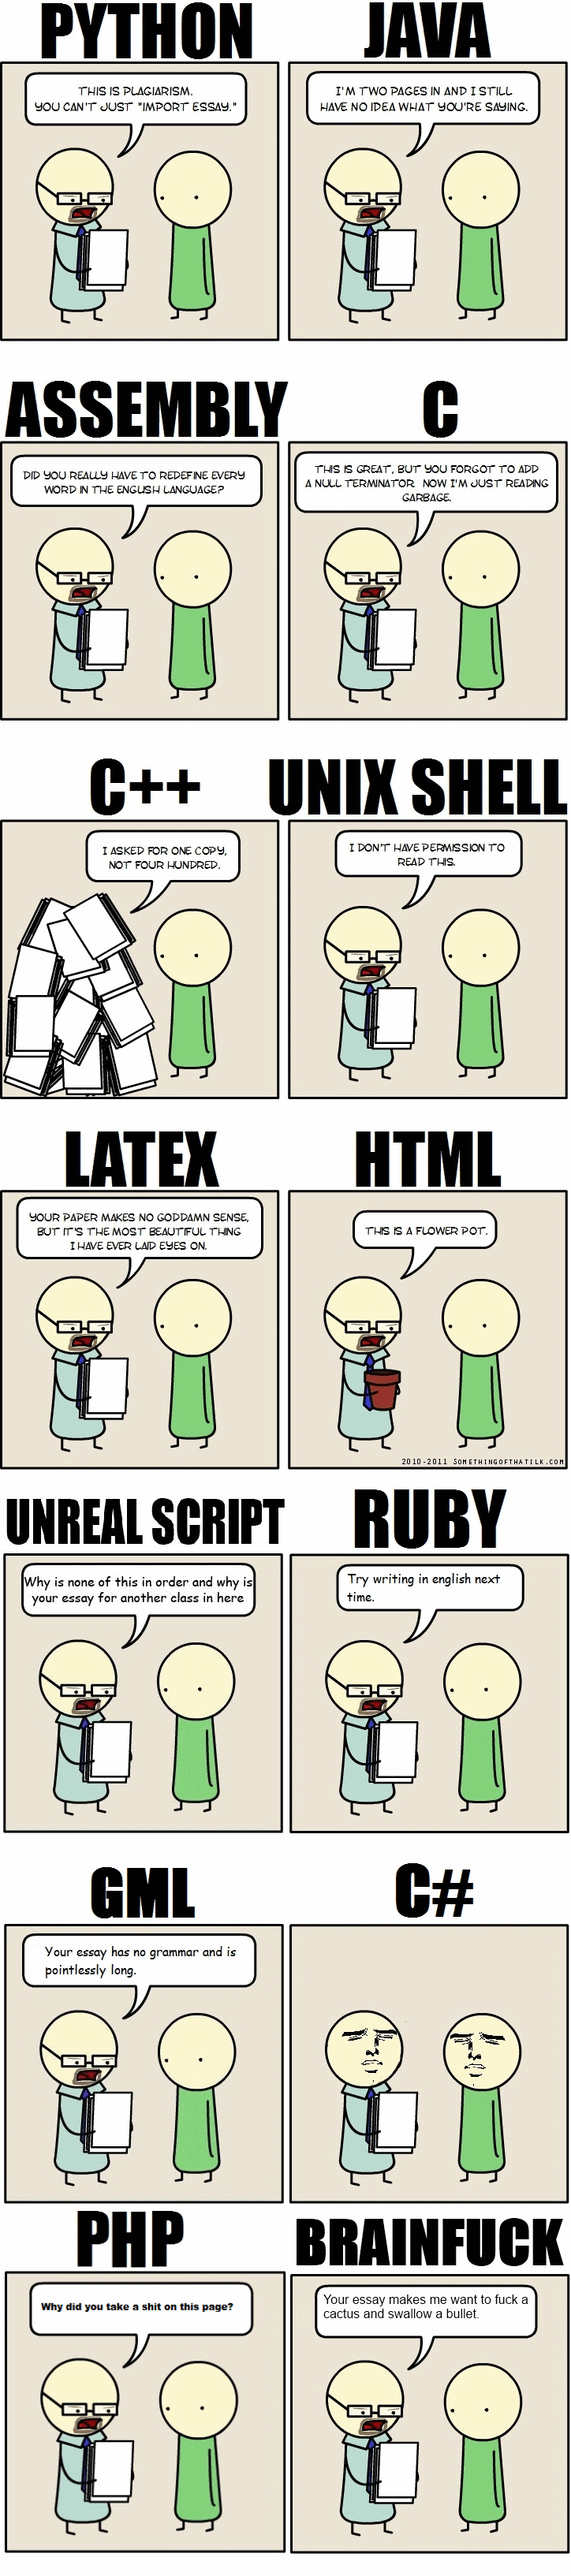 PYTHON
THIS IS PLAGIARISM.
YOU CAN'T JUST "IMPORT ESSAY."
JAVA
I'M TWO PAGES IN AND I STILL
HAVE NO IDEA WHAT YOU'RE SAYING.
ASSEMBLY
DID YOU REALLY HAVE TO REDEFINE EVERY
WORD IN THE ENGLISH LANGUAGE?
C
THIS IS GREAT, BUT YOU FORGOT TO ADD
A NULL TERMINATOR. NOW I'M JUST READING
GARBAGE.
C++
I ASKED FOR ONE COPY,
NOT FOUR HUNDRED.
UNIX SHELL
I DON'T HAVE PERMISSION TO
READ THIS.
LATEX
YOUR PAPER MAKES NO GODDAMN SENSE,
BUT IT'S THE MOST BEAUTIFUL THING
I HAVE EVER LAID EYES ON.
HTML
THIS IS A FLOWER POT.
2010-2011 SOMETHINGOFTHATILK.COM
UNREAL SCRIPT
Why is none of this in order and why is
your essay for another class in here
RUBY
Try writing in english next
time.
GML
Your essay has no grammar and is
pointlessly long.
C#
PHP
Why did you take a shit on this page?
BRAINFUCK
Your essay makes me want to fuck a
cactus and swallow a bullet.